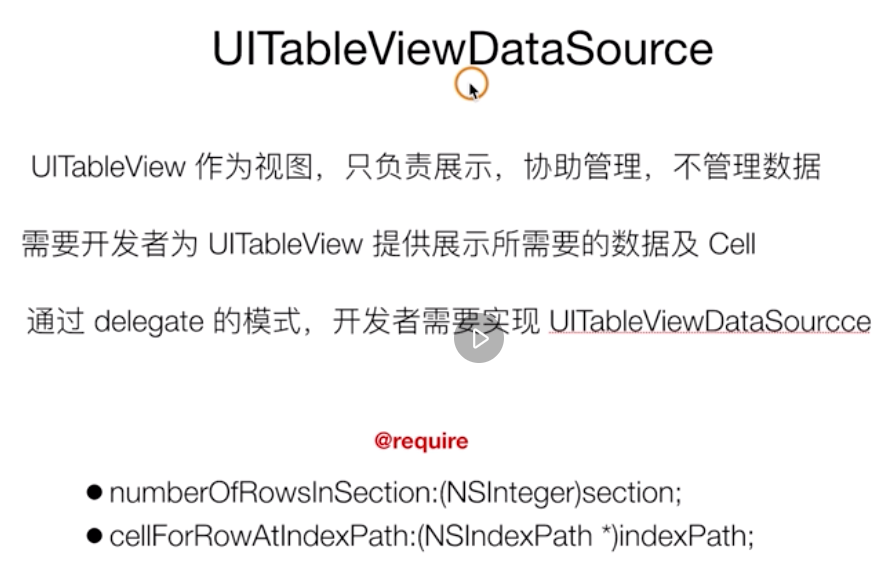 UITableViewDataSource
UITableView 作为视图，只负责展示，协助管理，不管理数据
需要开发者为 UITableView 提供展示所需要的数据及 Cell
通过 delegate 的模式，开发者需要实现 UITableViewDataSourcce
@require
●numberOfRowsInSection:(NSInteger)section;
●cellForRowAtIndexPath:(NSIndexPath *)indexPath;